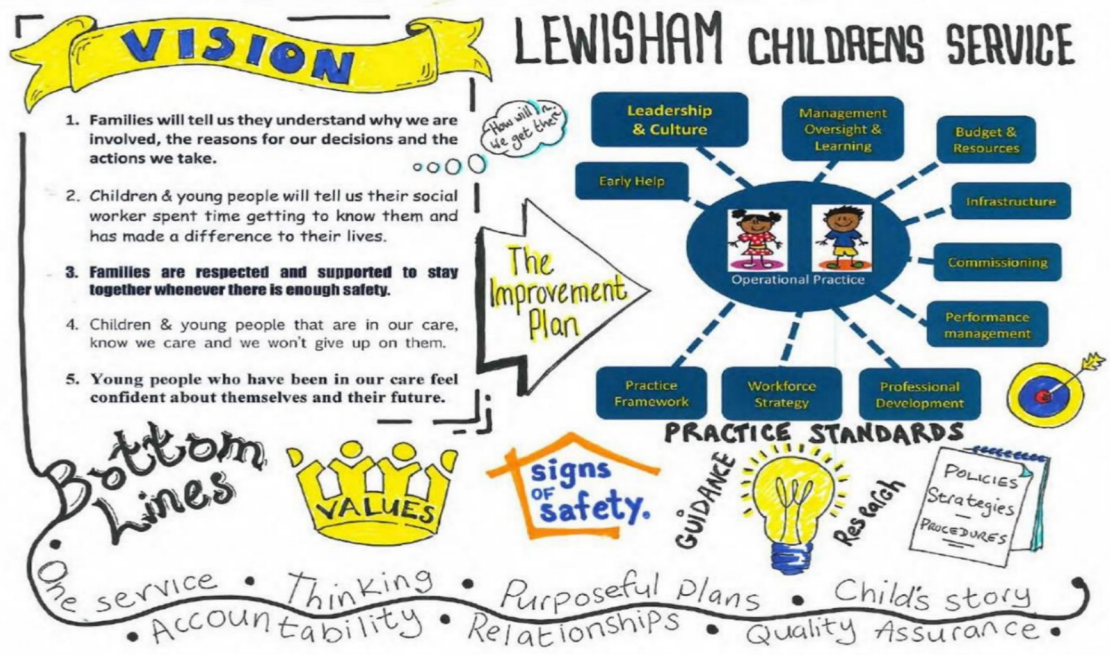 VISION
LEWISHAM CHILDRENS SERVICE
1. Families will tell us they understand why we are
involved, the reasons for our decisions and the
actions we take.
2. Children & young people will tell us their social
worker spent time getting to know them and
has made a difference to their lives.
3. Families are respected and supported to stay
together whenever there is enough safety.
4. Children & young people that are in our care,
know we care and we won't give up on them.
5. Young people who have been in our care feel
confident about themselves and their future.
How will
we get there
The
Improvement
Plan
Leadership
& Culture
Management
Oversight &
Learning
Budget &
Resources
Early Help
Infrastructure
Commissioning
Operational Practice
Performance
management
Practice
Framework
Workforce
Strategy
Professional
Development
PRACTICE STANDARDS
Bottom
Lines
VALUES
signs
OF
safety.
GUIDANCE
Research
POLICIES
Strategies
PROCEDURES
• One service • Thinking • Purposeful plans • Child's story
• Accountability • Relationships • Quality Assurance •